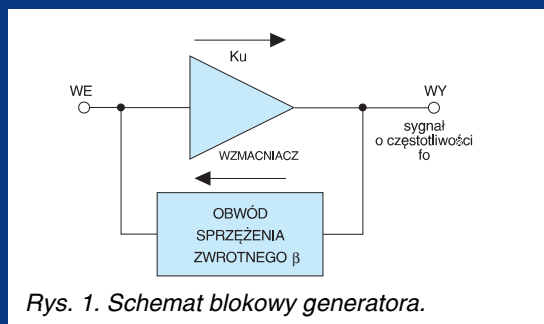 Ku
WE
WY
sygnał
o częstotliwości
fo
WZMACNIACZ
OBWÓD
SPRZĘŻENIA
ZWROTNEGO β
Rys. 1. Schemat blokowy generatora.